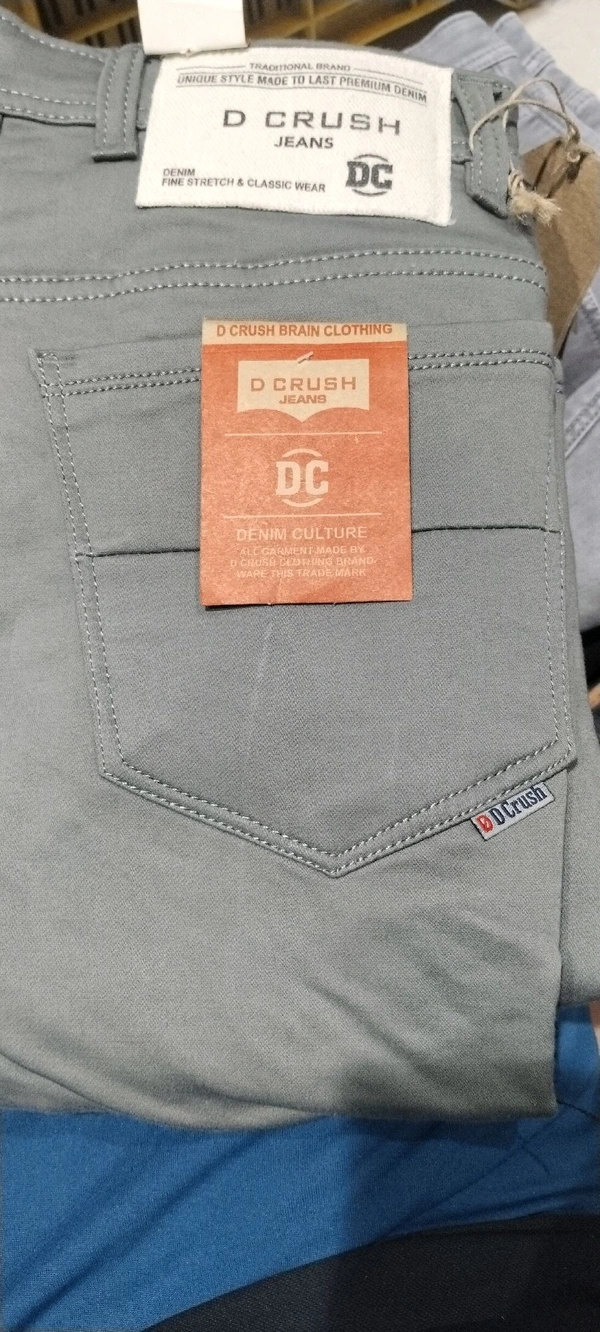 TRADITIONAL BRAND
UNIQUE STYLE MADE TO LAST PREMIUM DENIM
D CRUSH
JEANS
DENIM
FINE STRETCH & CLASSIC WEAR
DC
D CRUSH BRAIN CLOTHING
D CRUSH
JEANS
DC
DENIM CULTURE
ALL GARMENT MADE BY
D CRUSH CLOTHING BRAND
WARE THIS TRADE MARK
D DCrush